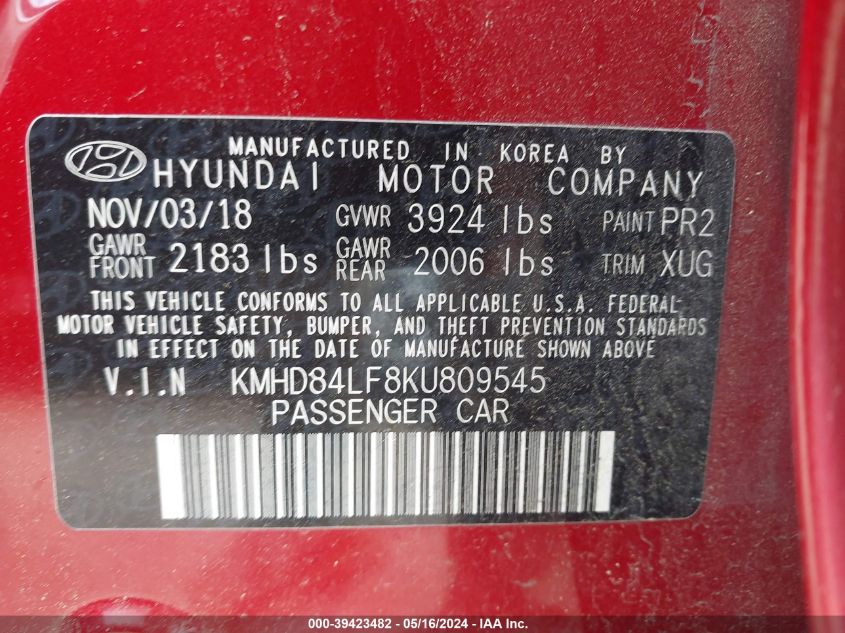 MANUFACTURED IN KOREA BY
HYUNDAI MOTOR COMPANY
NOV/03/18 GVWR 3924 lbs PAINT PR2
GAWR FRONT 2183 lbs GAWR REAR 2006 lbs TRIM XUG
THIS VEHICLE CONFORMS TO ALL APPLICABLE U.S.A. FEDERAL
MOTOR VEHICLE SAFETY, BUMPER, AND THEFT PREVENTION STANDARDS
IN EFFECT ON THE DATE OF MANUFACTURE SHOWN ABOVE
V.I.N KMHD84LF8KU809545
PASSENGER CAR
000-39423482 - 05/16/2024 - Copyright IAA, Inc.